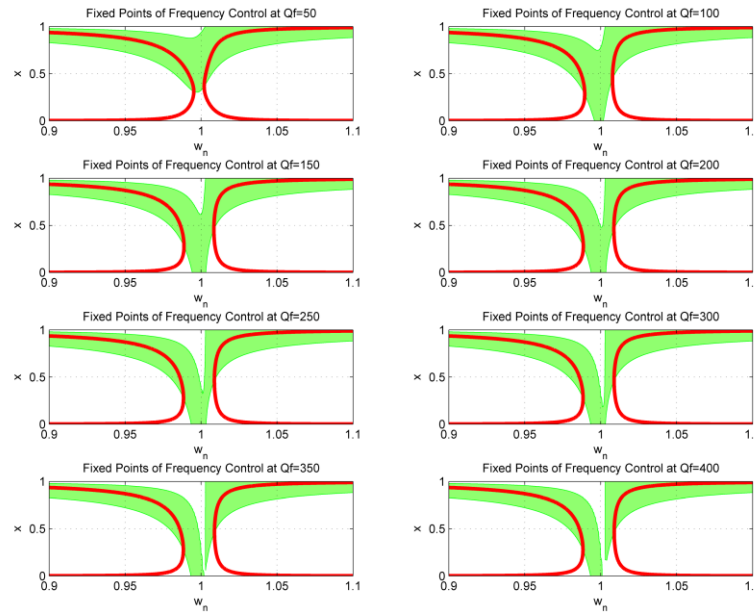 Fixed Points of Frequency Control at Qf=50
1
x
0.5
0
0.9 0.95 1 1.05 1.1
w_n
Fixed Points of Frequency Control at Qf=100
1
x
0.5
0
0.9 0.95 1 1.05 1.
w_n
Fixed Points of Frequency Control at Qf=150
1
x
0.5
0
0.9 0.95 1 1.05 1.1
w_n
Fixed Points of Frequency Control at Qf=200
1
x
0.5
0
0.9 0.95 1 1.05 1.
w_n
Fixed Points of Frequency Control at Qf=250
1
x
0.5
0
0.9 0.95 1 1.05 1.1
w_n
Fixed Points of Frequency Control at Qf=300
1
x
0.5
0
0.9 0.95 1 1.05 1.
w_n
Fixed Points of Frequency Control at Qf=350
1
x
0.5
0
0.9 0.95 1 1.05 1.1
w_n
Fixed Points of Frequency Control at Qf=400
1
x
0.5
0
0.9 0.95 1 1.05 1.
w_n